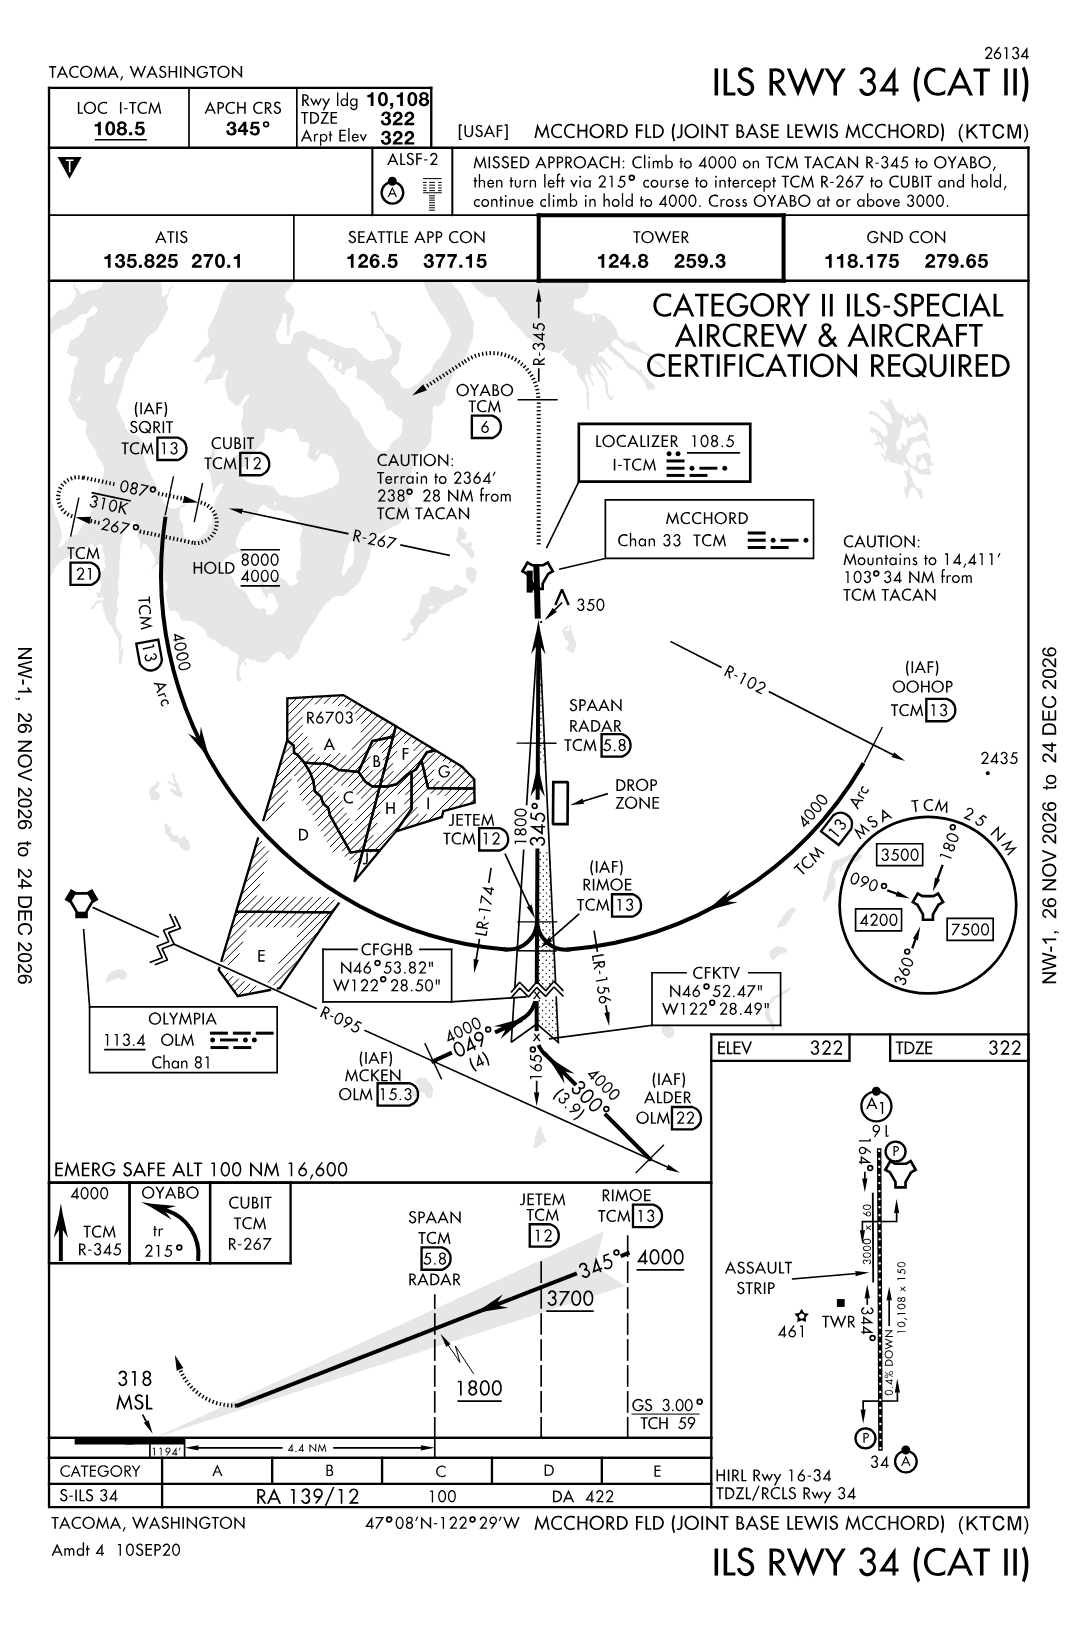 26134
TACOMA, WASHINGTON
ILS RWY 34 (CAT II)
LOC I-TCM
108.5
APCH CRS
345°
Rwy ldg 10,108
TDZE 322
Arpt Elev 322
[USAF] MCCHORD FLD (JOINT BASE LEWIS MCCHORD) (KTCM)
T
ALSF-2
A
MISSED APPROACH: Climb to 4000 on TCM TACAN R-345 to OYABO,
then turn left via 215° course to intercept TCM R-267 to CUBIT and hold,
continue climb in hold to 4000. Cross OYABO at or above 3000.
ATIS
135.825 270.1
SEATTLE APP CON
126.5 377.15
TOWER
124.8 259.3
GND CON
118.175 279.65
CATEGORY II ILS-SPECIAL
AIRCREW & AIRCRAFT
CERTIFICATION REQUIRED
R-345
OYABO
TCM
6
(IAF)
SQRIT
TCM 13
CUBIT
TCM 12
087°
310K
267°
TCM
21
HOLD 8000
4000
CAUTION:
Terrain to 2364'
238° 28 NM from
TCM TACAN
R-267
LOCALIZER 108.5
I-TCM
MCCHORD
Chan 33 TCM
CAUTION:
Mountains to 14,411'
103° 34 NM from
TCM TACAN
350
TCM 13 Arc
4000
R-102
(IAF)
OOHOP
TCM 13
2435
SPAAN
RADAR
TCM 5.8
R6703
A
B
F
G
C
H
I
D
J
E
DROP
ZONE
1800
345°
JETEM
TCM 12
(IAF)
RIMOE
TCM 13
4000
TCM 13 Arc
MSA TCM 25 NM
3500
180°
090°
4200
7500
360°
LR-174
LR-156
CFGHB
N46°53.82"
W122°28.50"
CFKTV
N46°52.47"
W122°28.49"
OLYMPIA
113.4 OLM
Chan 81
R-095
4000
049°
(4)
165°
(IAF)
MCKEN
OLM 15.3
4000
300°
(3.9)
(IAF)
ALDER
OLM 22
EMERG SAFE ALT 100 NM 16,600
ELEV 322
TDZE 322
A1
16
164°
P
3000 x 60
ASSAULT
STRIP
10,108 x 150
461
TWR
344°
0.4% DOWN
P
34
A
HIRL Rwy 16-34
TDZL/RCLS Rwy 34
4000
TCM
R-345
OYABO
tr
215°
CUBIT
TCM
R-267
SPAAN
TCM
5.8
RADAR
JETEM
TCM
12
RIMOE
TCM 13
345°
4000
3700
1800
318
MSL
GS 3.00°
TCH 59
1194'
4.4 NM
CATEGORY A B C D E
S-ILS 34 RA 139/12 100 DA 422
TACOMA, WASHINGTON
47°08'N-122°29'W
MCCHORD FLD (JOINT BASE LEWIS MCCHORD) (KTCM)
Amdt 4 10SEP20
ILS RWY 34 (CAT II)
NW-1, 26 NOV 2026 to 24 DEC 2026
NW-1, 26 NOV 2026 to 24 DEC 2026